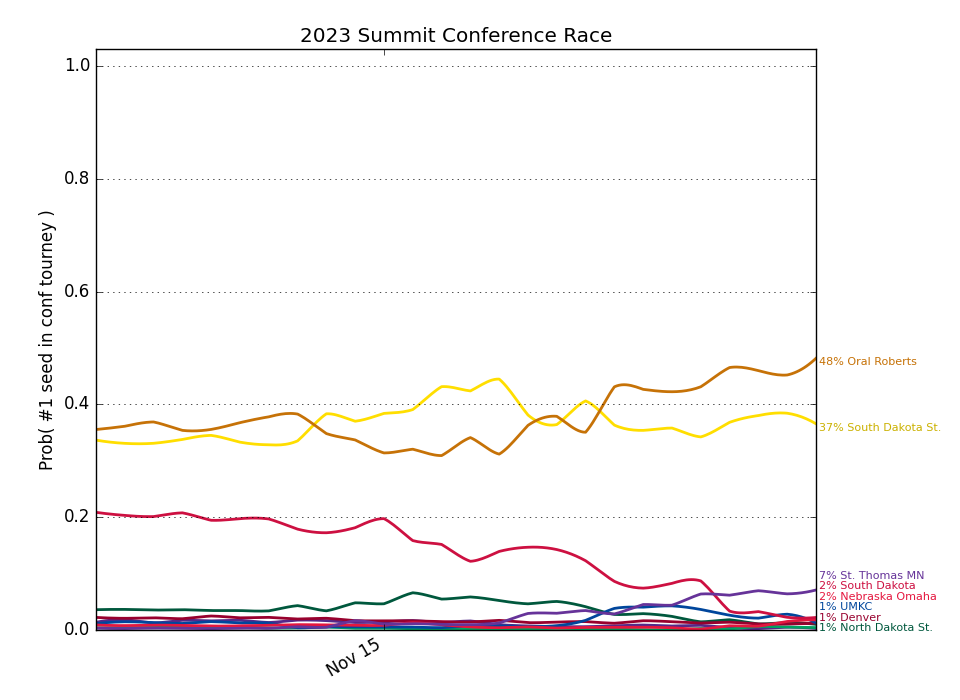 2023 Summit Conference Race
Prob( #1 seed in conf tourney )
1.0
0.8
0.6
0.4
0.2
0.0
Nov 15
48% Oral Roberts
37% South Dakota St.
7% St. Thomas MN
2% South Dakota
2% Nebraska Omaha
1% UMKC
1% Denver
1% North Dakota St.